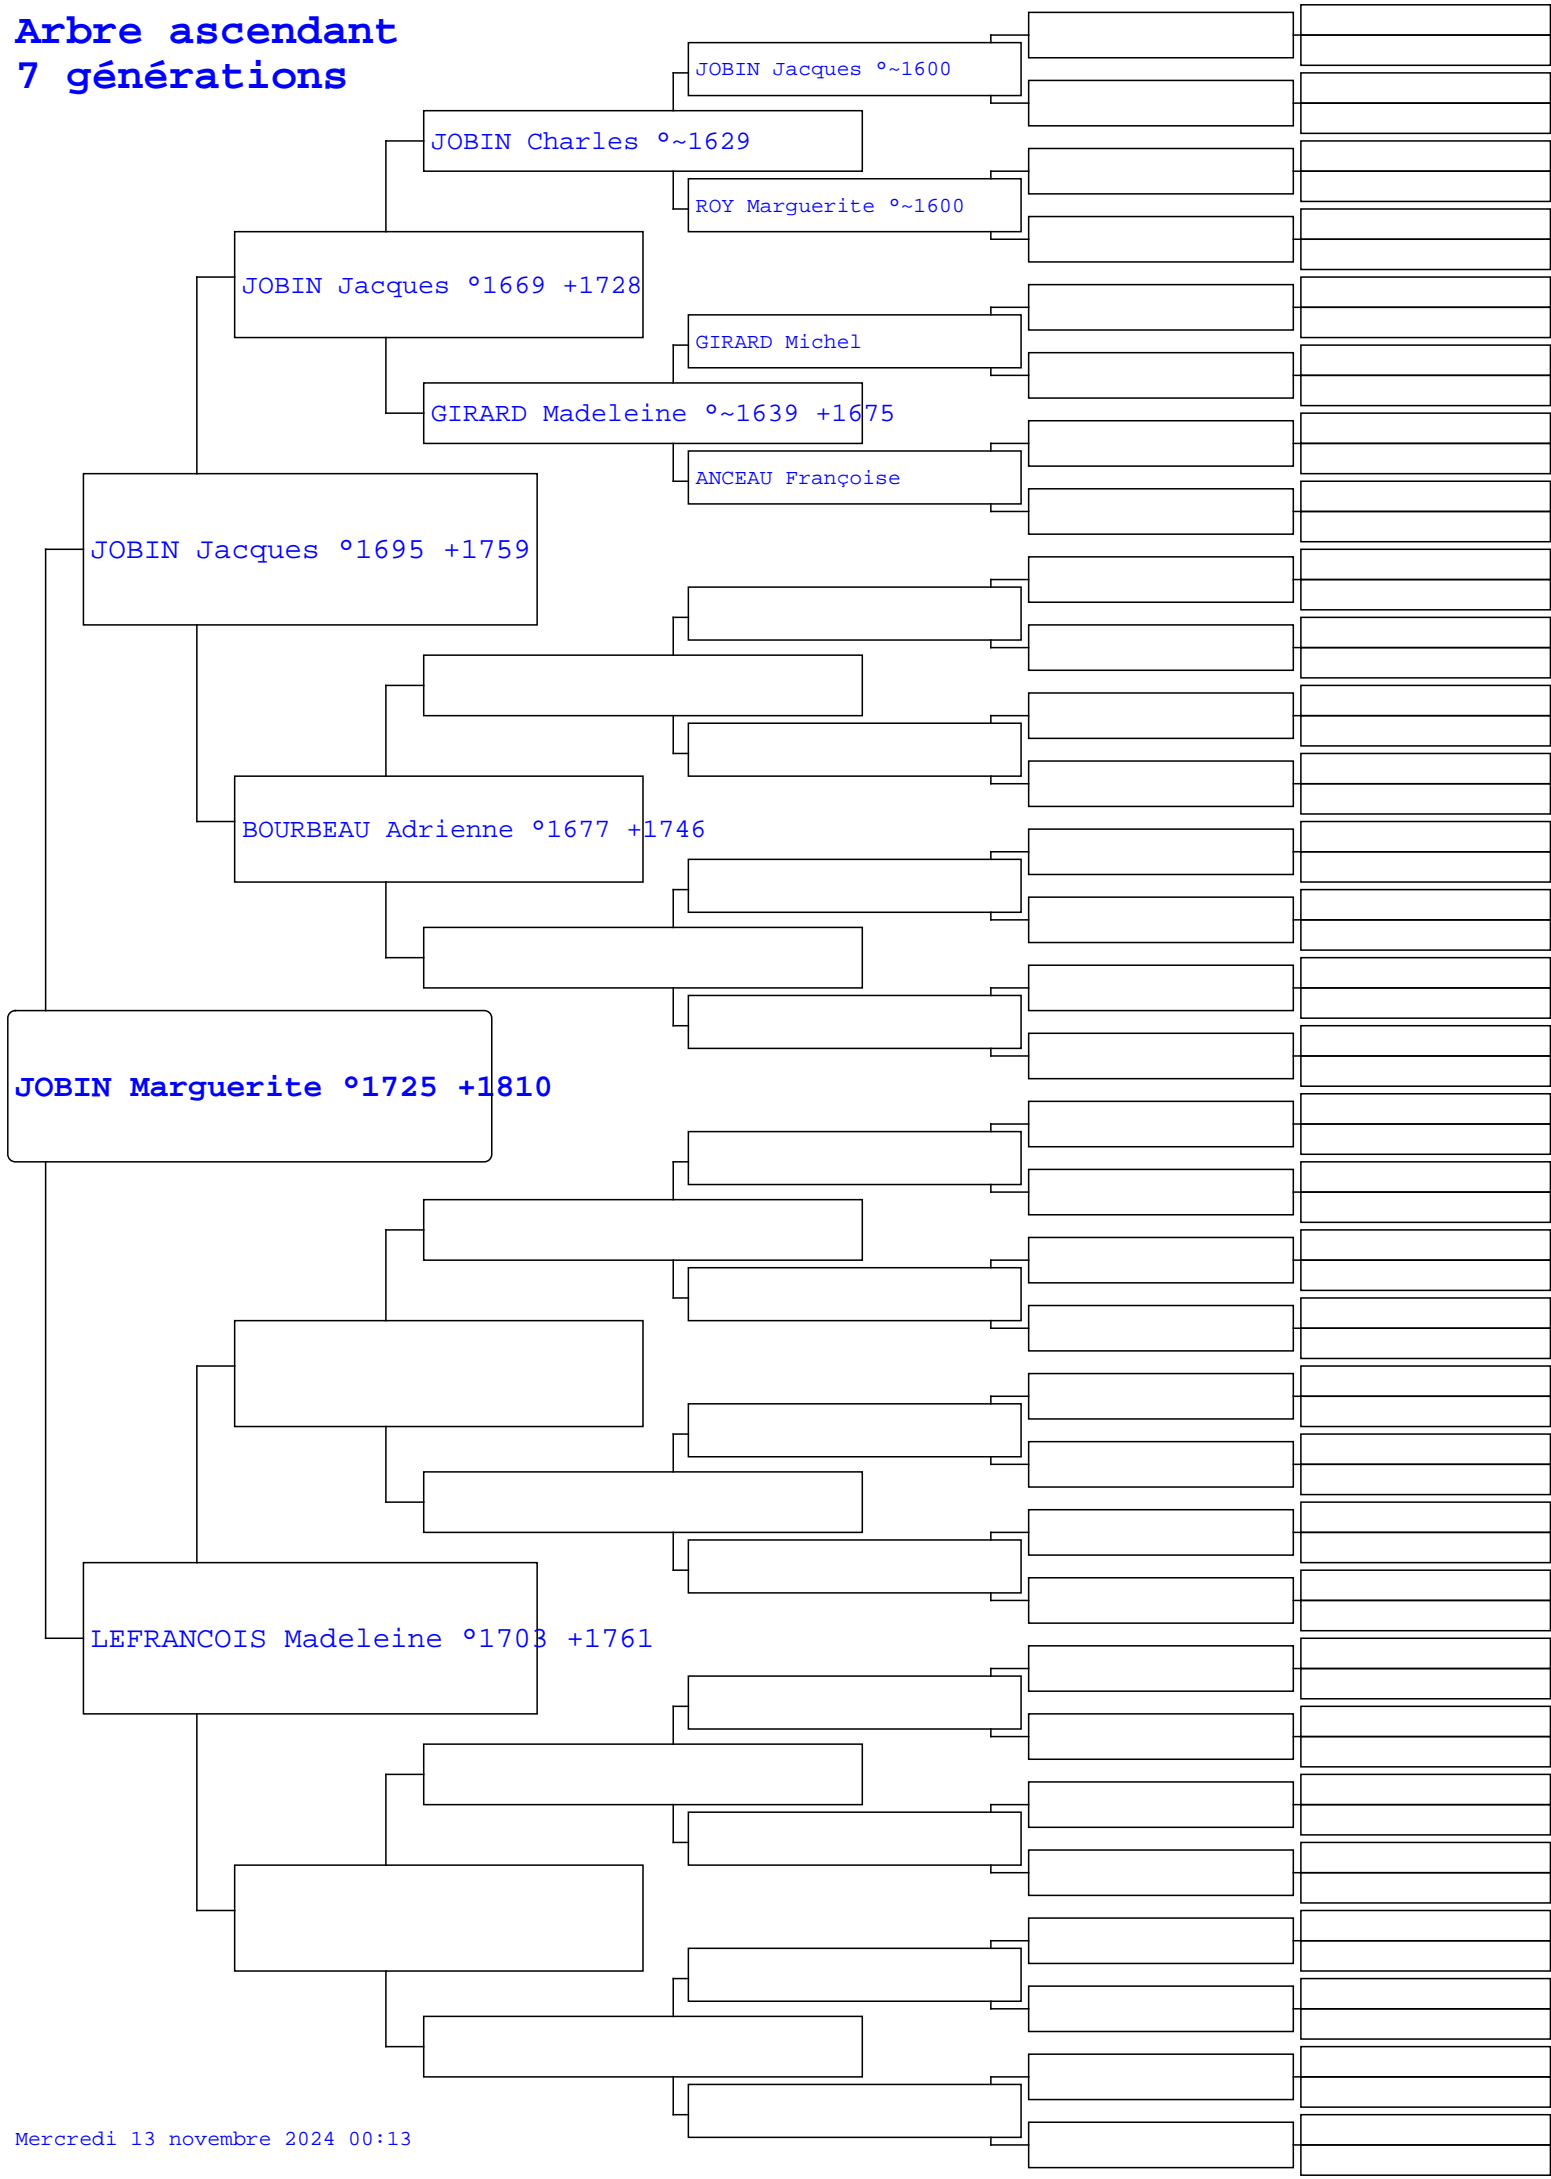 Arbre ascendant
7 générations
JOBIN Jacques °~1600
JOBIN Charles °~1629
ROY Marguerite °~1600
JOBIN Jacques °1669 +1728
GIRARD Michel
GIRARD Madeleine °~1639 +1675
ANCEAU Françoise
JOBIN Jacques °1695 +1759
BOURBEAU Adrienne °1677 +1746
JOBIN Marguerite °1725 +1810
LEFRANCOIS Madeleine °1703 +1761
Mercredi 13 novembre 2024 00:13